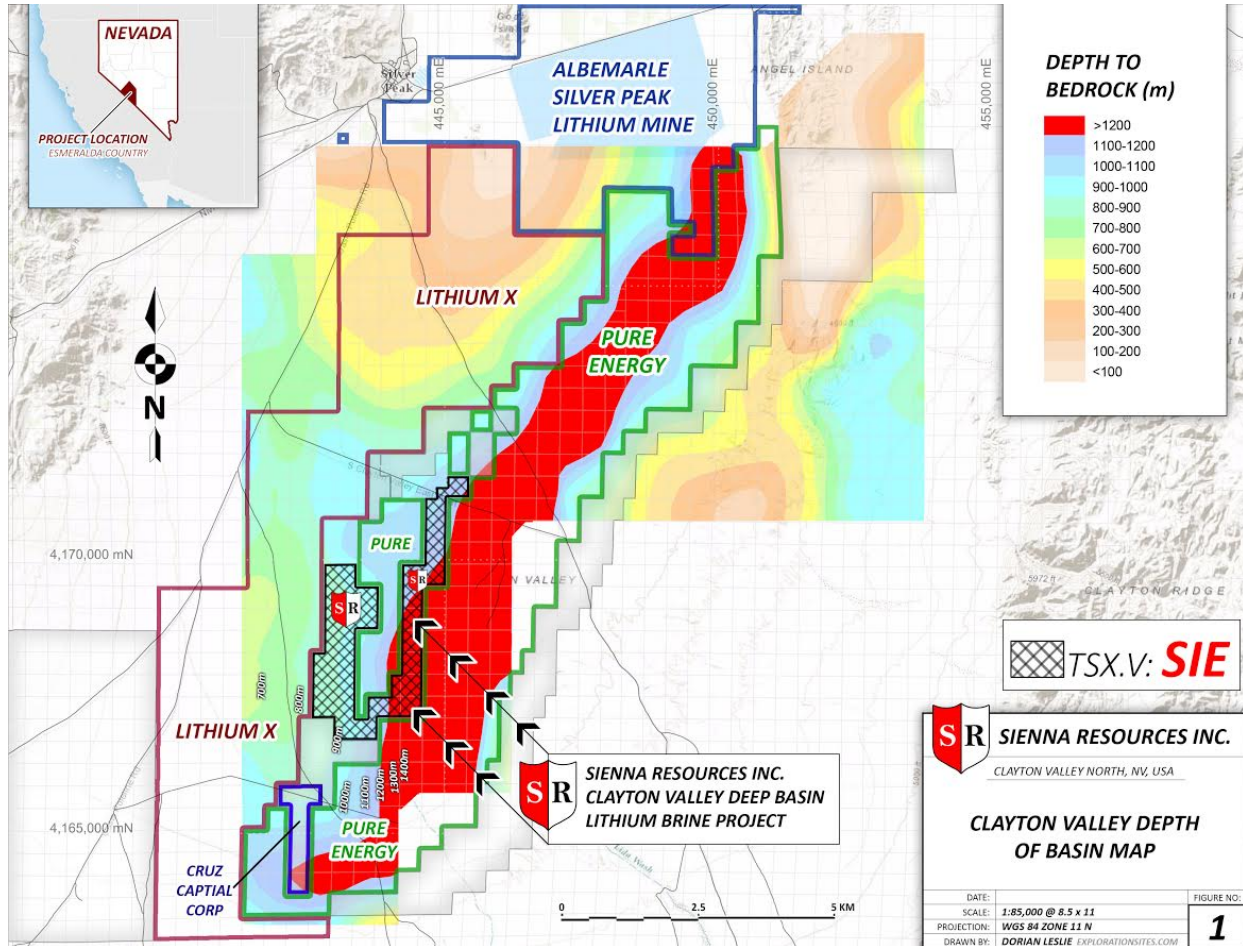 NEVADA
PROJECT LOCATION
ESMERALDA COUNTRY
Silver
Peak
445,000 mE
450,000 mE
455,000 mE
ANGEL ISLAND
ALBEMARLE
SILVER PEAK
LITHIUM MINE
DEPTH TO
BEDROCK (m)
>1200
1100-1200
1000-1100
900-1000
800-900
700-800
600-700
500-600
400-500
300-400
200-300
100-200
<100
LITHIUM X
PURE
ENERGY
N
4,170,000 mN
PURE
S R
S R
N VALLEY
5972 ft
CLAYTON RIDGE
TSX.V: SIE
700m
800m
900m
1000m
1100m
1200m
1300m
1400m
LITHIUM X
4,165,000 mN
PURE
ENERGY
CRUZ
CAPTIAL
CORP
S R
SIENNA RESOURCES INC.
CLAYTON VALLEY DEEP BASIN
LITHIUM BRINE PROJECT
Light Wash
0 2.5 5 KM
S R
SIENNA RESOURCES INC.
CLAYTON VALLEY NORTH, NV, USA
CLAYTON VALLEY DEPTH
OF BASIN MAP
DATE:
SCALE: 1:85,000 @ 8.5 x 11
PROJECTION: WGS 84 ZONE 11 N
DRAWN BY: DORIAN LESLIE EXPLORATIONSITES.COM
FIGURE NO:
1